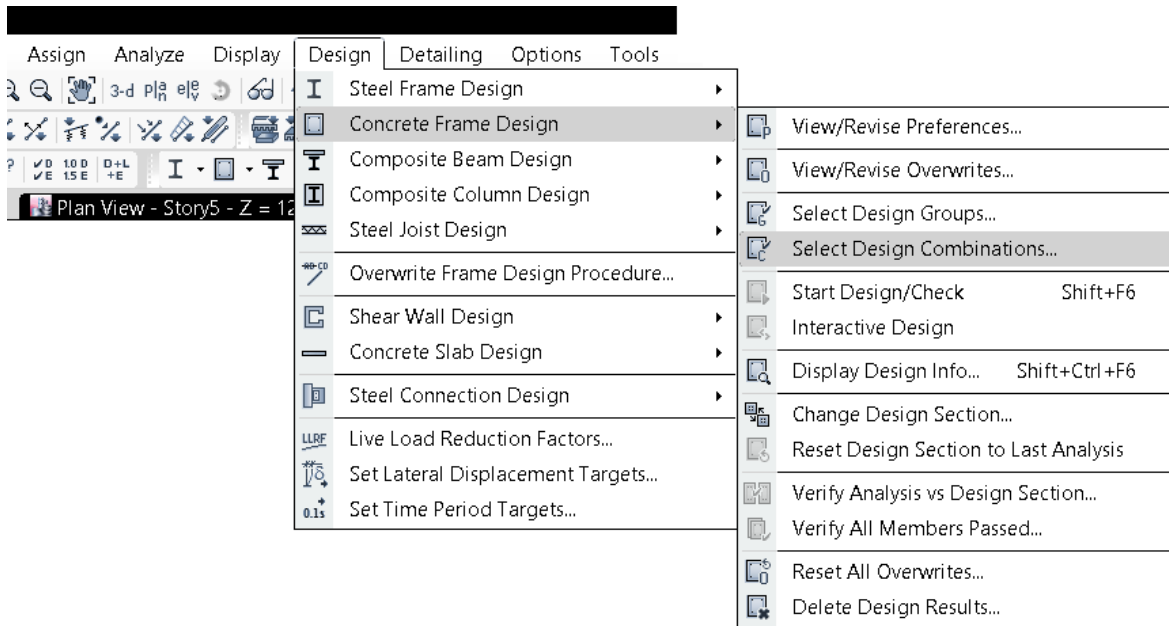 Assign Analyze Display Design Detailing Options Tools
3-d
Steel Frame Design
Concrete Frame Design
Composite Beam Design
Composite Column Design
Steel Joist Design
Overwrite Frame Design Procedure...
Shear Wall Design
Concrete Slab Design
Steel Connection Design
LLRF Live Load Reduction Factors...
Set Lateral Displacement Targets...
0.1s Set Time Period Targets...
Plan View - Story5 - Z = 12
View/Revise Preferences...
View/Revise Overwrites...
Select Design Groups...
Select Design Combinations...
Start Design/Check Shift+F6
Interactive Design
Display Design Info... Shift+Ctrl+F6
Change Design Section...
Reset Design Section to Last Analysis
Verify Analysis vs Design Section...
Verify All Members Passed...
Reset All Overwrites...
Delete Design Results...